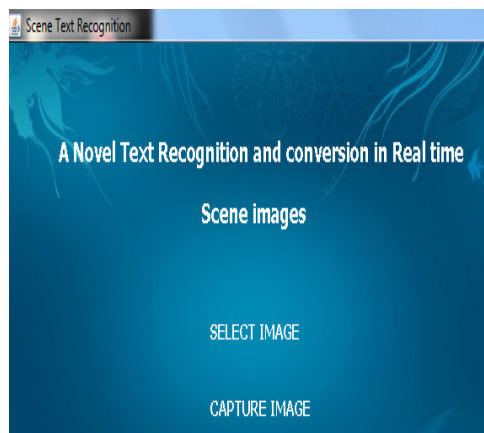 Scene Text Recognition
A Novel Text Recognition and conversion in Real time
Scene images
SELECT IMAGE
CAPTURE IMAGE